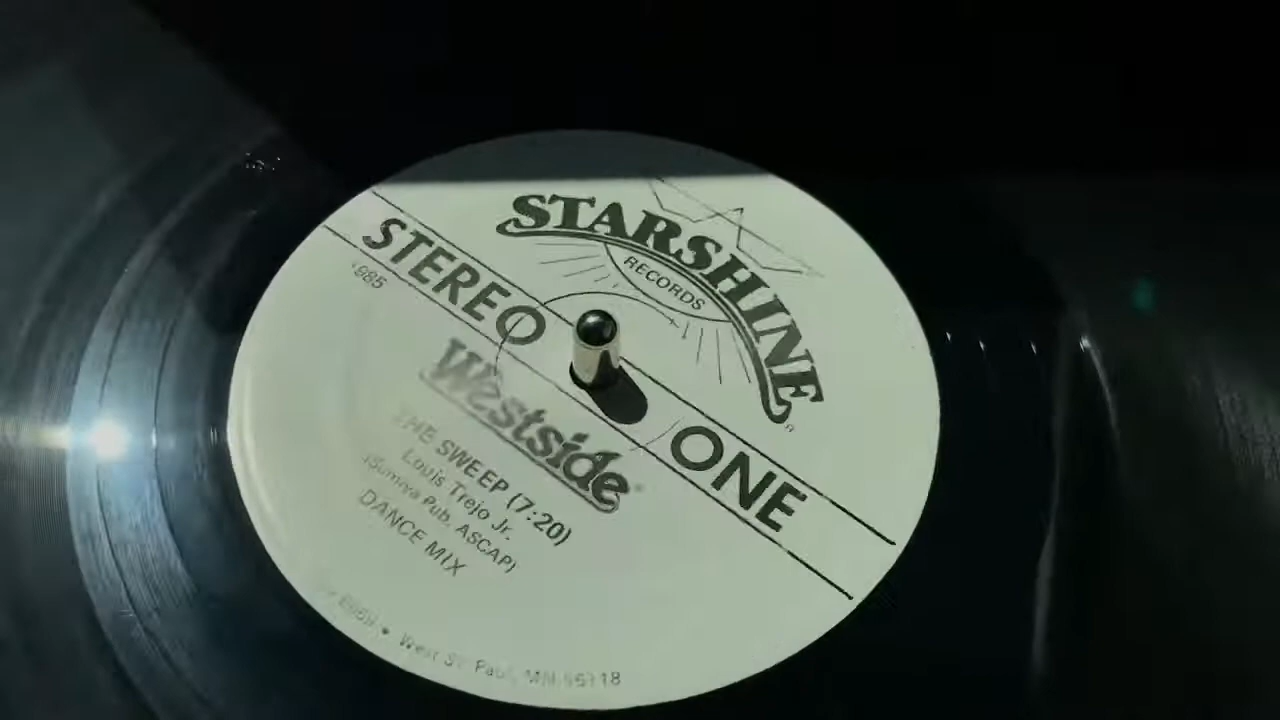 STARSHINE
RECORDS
STEREO
ONE
1985
Westside
THE SWEEP (7:20)
Louis Trejo Jr.
Pub. ASCAP)
DANCE MIX
West St. Paul, MN 55118